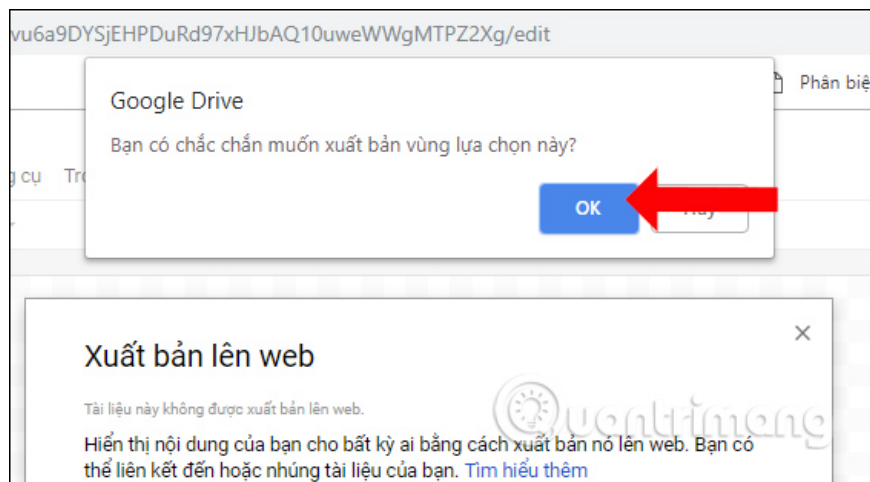 vu6a9DYSjEHPDuRd97xHJbAQ10uweWWgMTPZ2Xg/edit
Phân biệ
Google Drive
Bạn có chắc chắn muốn xuất bản vùng lựa chọn này?
g cụ Trợ
OK
Xuất bản lên web
Tài liệu này không được xuất bản lên web.
Quantrimang
Hiển thị nội dung của bạn cho bất kỳ ai bằng cách xuất bản nó lên web. Bạn có
thể liên kết đến hoặc nhúng tài liệu của bạn. Tìm hiểu thêm